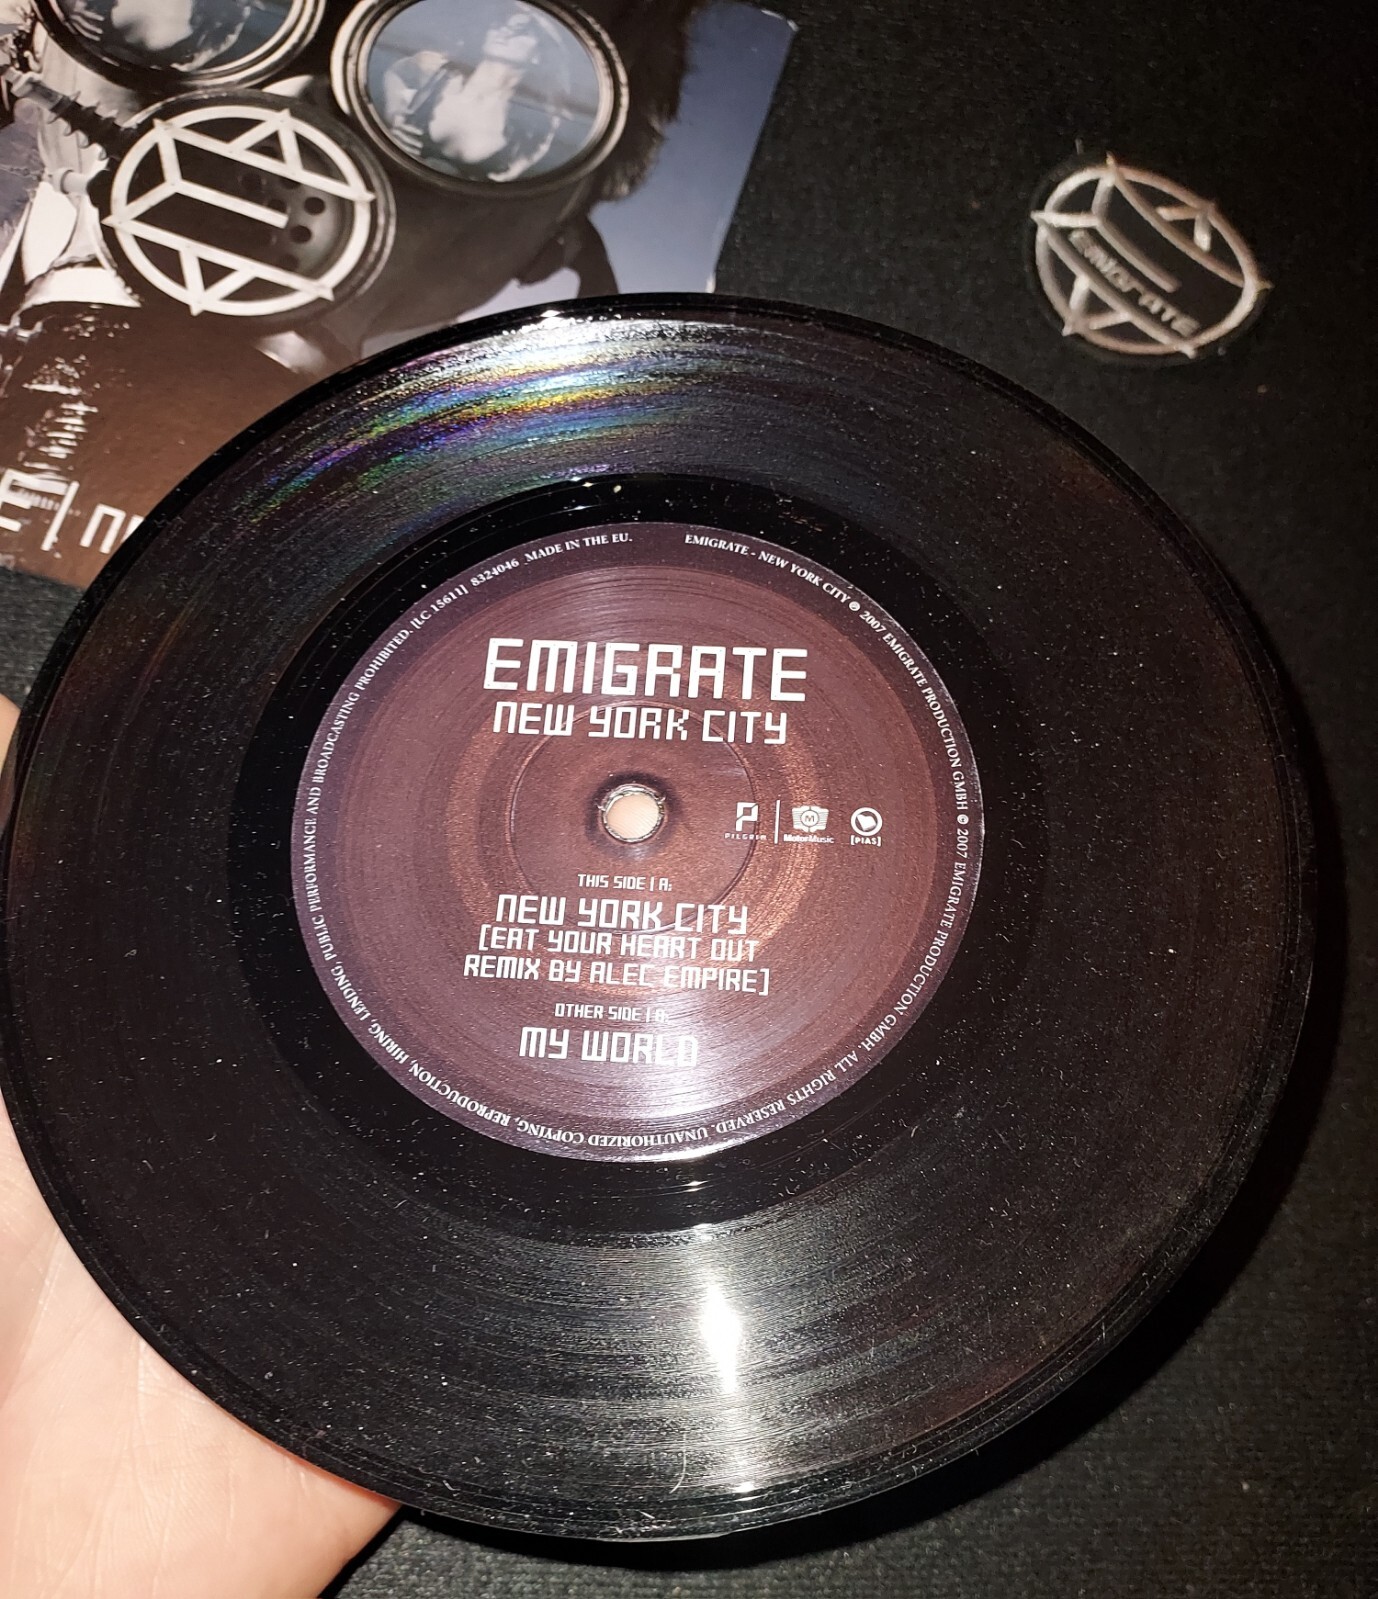 EMIGRATE
EMIGRATE
NEW YORK CITY
PILGRIM
MotorMusic
[PIAS]
THIS SIDE | A:
NEW YORK CITY
[EAT YOUR HEART OUT
REMIX BY ALEC EMPIRE]
OTHER SIDE | B:
MY WORLD
EMIGRATE - NEW YORK CITY ℗ 2007 EMIGRATE PRODUCTION GMBH © 2007 EMIGRATE PRODUCTION GMBH. ALL RIGHTS RESERVED. UNAUTHORIZED COPYING, REPRODUCTION, HIRING, LENDING, PUBLIC PERFORMANCE AND BROADCASTING PROHIBITED. [LC 15611] 8324046 MADE IN THE EU.